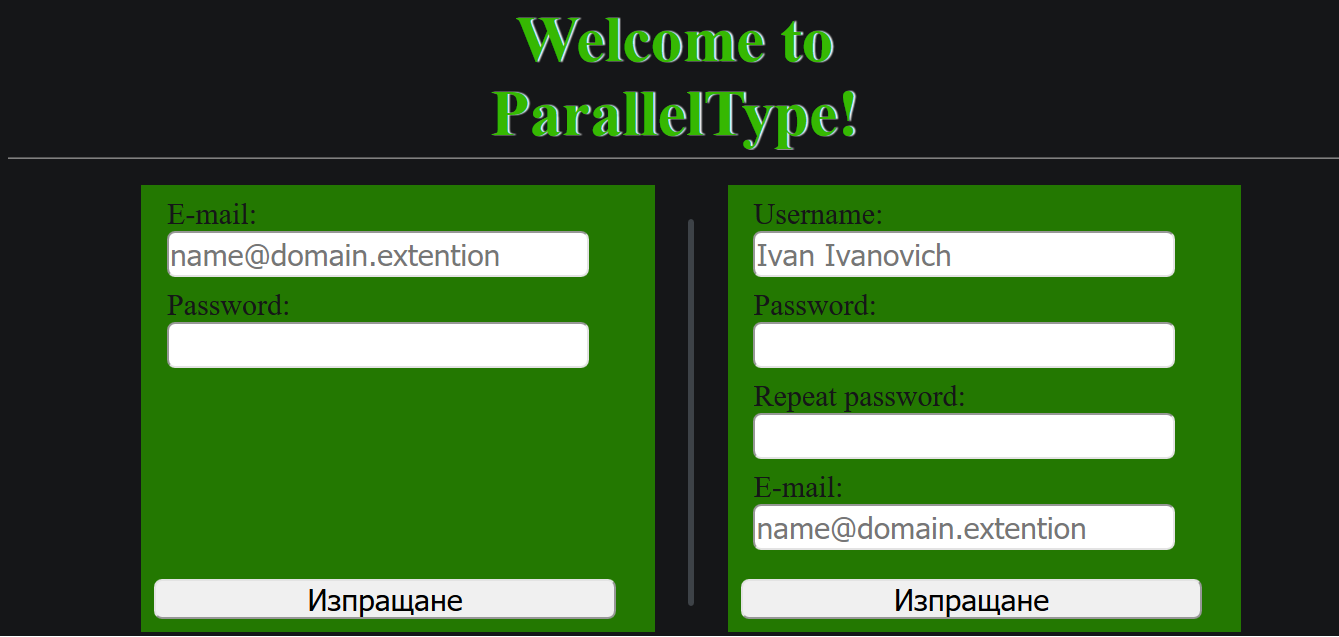 Welcome to
ParallelType!
E-mail:
name@domain.extention
Password:
Изпращане
Username:
Ivan Ivanovich
Password:
Repeat password:
E-mail:
name@domain.extention
Изпращане